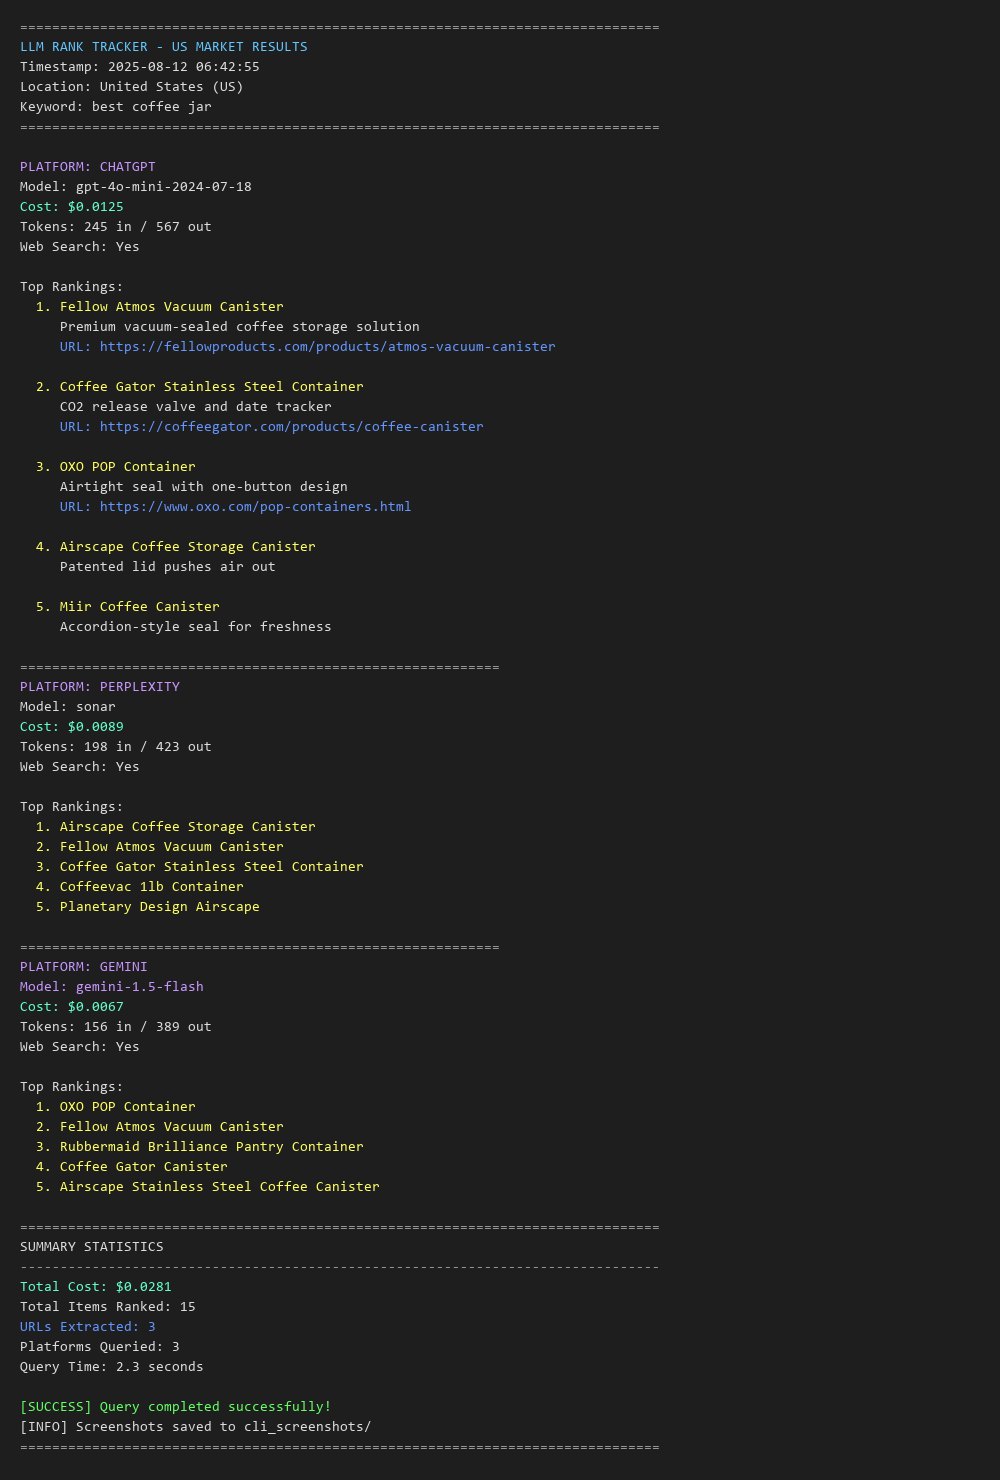 ================================================================================
LLM RANK TRACKER - US MARKET RESULTS
Timestamp: 2025-08-12 06:42:55
Location: United States (US)
Keyword: best coffee jar
================================================================================
PLATFORM: CHATGPT
Model: gpt-4o-mini-2024-07-18
Cost: $0.0125
Tokens: 245 in / 567 out
Web Search: Yes
Top Rankings:
1. Fellow Atmos Vacuum Canister
Premium vacuum-sealed coffee storage solution
URL: https://fellowproducts.com/products/atmos-vacuum-canister
2. Coffee Gator Stainless Steel Container
CO2 release valve and date tracker
URL: https://coffeegator.com/products/coffee-canister
3. OXO POP Container
Airtight seal with one-button design
URL: https://www.oxo.com/pop-containers.html
4. Airscape Coffee Storage Canister
Patented lid pushes air out
5. Miir Coffee Canister
Accordion-style seal for freshness
============================================================
PLATFORM: PERPLEXITY
Model: sonar
Cost: $0.0089
Tokens: 198 in / 423 out
Web Search: Yes
Top Rankings:
1. Airscape Coffee Storage Canister
2. Fellow Atmos Vacuum Canister
3. Coffee Gator Stainless Steel Container
4. Coffeevac 1lb Container
5. Planetary Design Airscape
============================================================
PLATFORM: GEMINI
Model: gemini-1.5-flash
Cost: $0.0067
Tokens: 156 in / 389 out
Web Search: Yes
Top Rankings:
1. OXO POP Container
2. Fellow Atmos Vacuum Canister
3. Rubbermaid Brilliance Pantry Container
4. Coffee Gator Canister
5. Airscape Stainless Steel Coffee Canister
================================================================================
SUMMARY STATISTICS
--------------------------------------------------------------------------------
Total Cost: $0.0281
Total Items Ranked: 15
URLs Extracted: 3
Platforms Queried: 3
Query Time: 2.3 seconds
[SUCCESS] Query completed successfully!
[INFO] Screenshots saved to cli_screenshots/
================================================================================